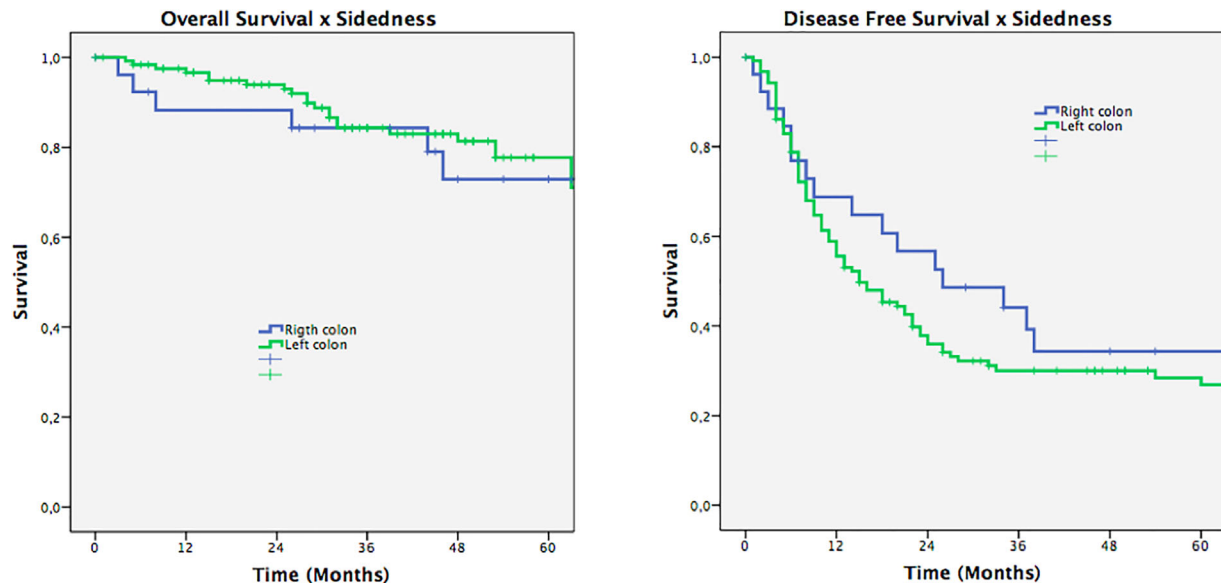 Overall Survival x Sidedness
1,0
0,8
0,6
0,4
0,2
0,0
Survival
Rigth colon
Left colon
0 12 24 36 48 60
Time (Months)
Disease Free Survival x Sidedness
1,0
0,8
0,6
0,4
0,2
0,0
Survival
Right colon
Left colon
0 12 24 36 48 60
Time (Months)